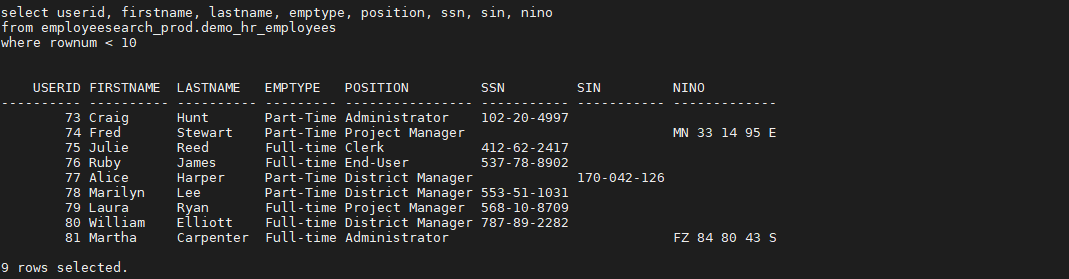 select userid, firstname, lastname, emptype, position, ssn, sin, nino
from employeesearch_prod.demo_hr_employees
where rownum < 10

    USERID FIRSTNAME  LASTNAME   EMPTYPE   POSITION         SSN         SIN         NINO
---------- ---------- ---------- --------- ---------------- ----------- ----------- -------------
        73 Craig      Hunt       Part-Time Administrator    102-20-4997
        74 Fred       Stewart    Part-Time Project Manager                          MN 33 14 95 E
        75 Julie      Reed       Full-time Clerk            412-62-2417
        76 Ruby       James      Full-time End-User         537-78-8902
        77 Alice      Harper     Part-Time District Manager             170-042-126
        78 Marilyn    Lee        Part-Time District Manager 553-51-1031
        79 Laura      Ryan       Full-time Project Manager  568-10-8709
        80 William    Elliott    Full-time District Manager 787-89-2282
        81 Martha     Carpenter  Full-time Administrator                            FZ 84 80 43 S

9 rows selected.